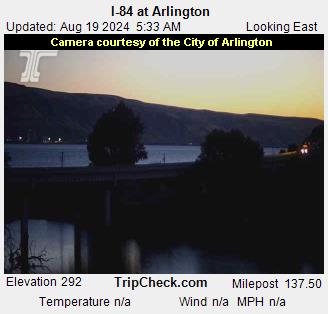 I-84 at Arlington
Updated: Aug 19 2024 5:33 AM Looking East
Camera courtesy of the City of Arlington
Elevation 292 TripCheck.com Milepost 137.50
Temperature n/a Wind n/a MPH n/a